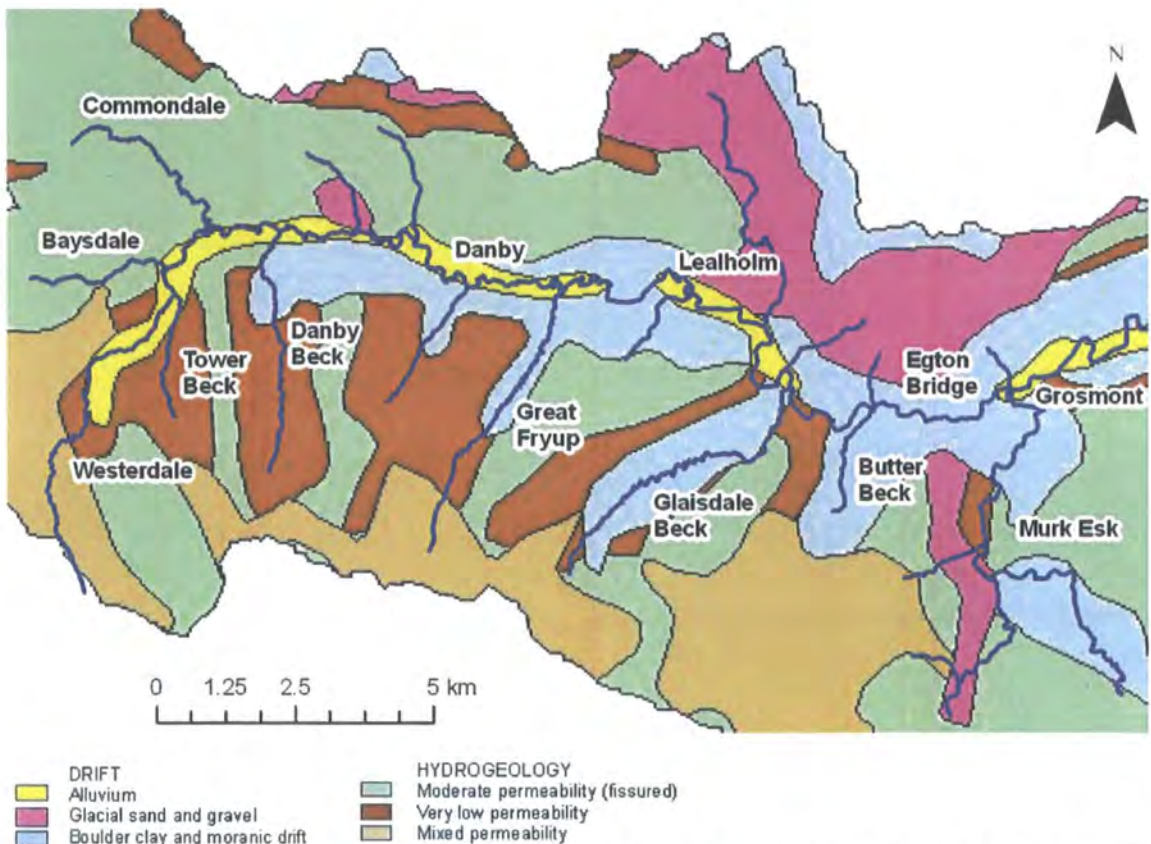 N
Commondale
Baysdale
Danby
Lealholm
Tower
Beck
Danby
Beck
Egton
Bridge
Grosmont
Great
Fryup
Westerdale
Glaisdale
Beck
Butter
Beck
Murk Esk
0 1.25 2.5 5 km
DRIFT
Alluvium
Glacial sand and gravel
Boulder clay and moranic drift
HYDROGEOLOGY
Moderate permeability (fissured)
Very low permeability
Mixed permeability